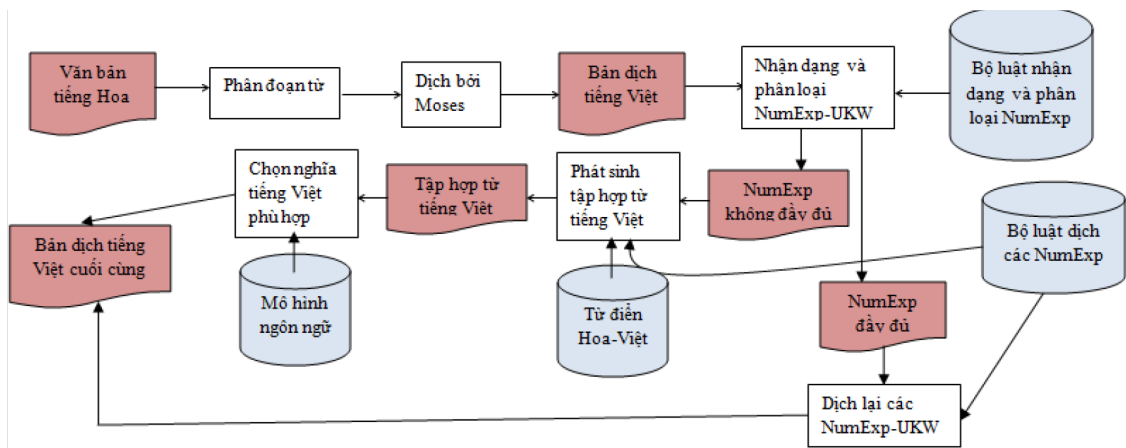 Văn bản
tiếng Hoa
Phân đoạn từ
Dịch bởi
Moses
Bản dịch
tiếng Việt
Nhận dạng và
phân loại
NumExp-UKW
Bộ luật nhận
dạng và phân
loại NumExp
Chọn nghĩa
tiếng Việt
phù hợp
Tập hợp từ
tiếng Việt
Phát sinh
tập hợp từ
tiếng Việt
NumExp
không đầy đủ
Bộ luật dịch
các NumExp
Bản dịch tiếng
Việt cuối cùng
Mô hình
ngôn ngữ
Từ điển
Hoa-Việt
NumExp
đầy đủ
Dịch lại các
NumExp-UKW